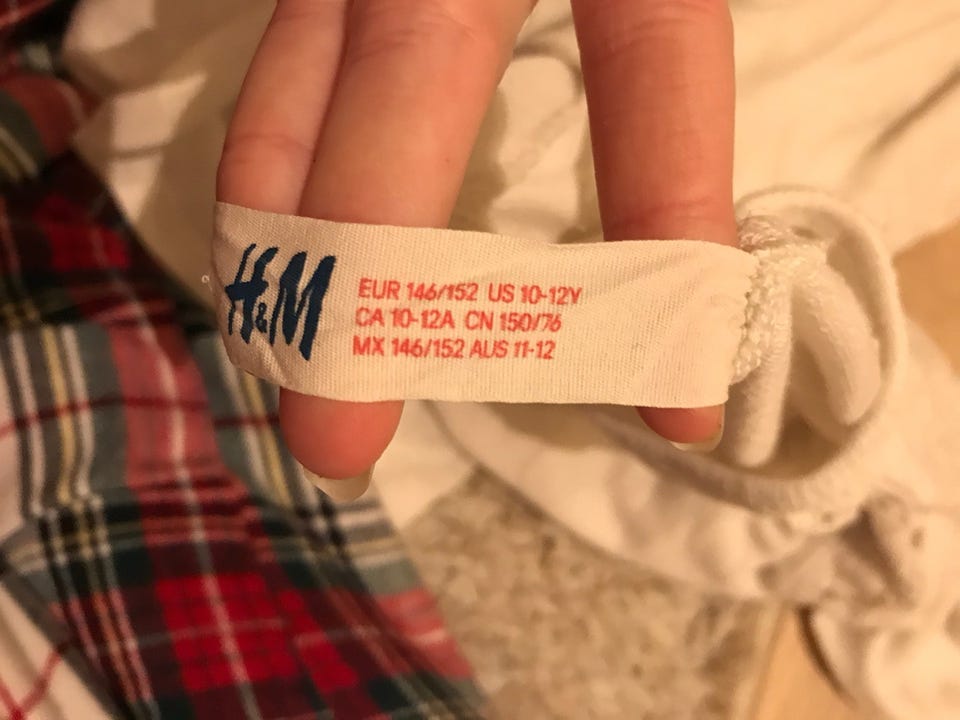 H&M
EUR 146/152 US 10-12Y
CA 10-12A CN 150/76
MX 146/152 AUS 11-12